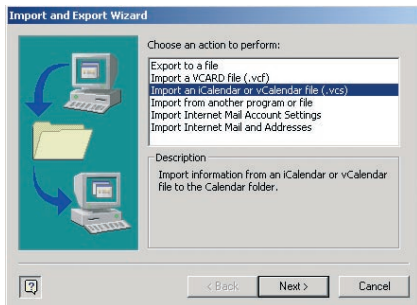 Import and Export Wizard
Choose an action to perform:
Export to a file
Import a VCARD file (.vcf)
Import an iCalendar or vCalendar file (.vcs)
Import from another program or file
Import Internet Mail Account Settings
Import Internet Mail and Addresses
Description
Import information from an iCalendar or vCalendar
file to the Calendar folder.
?
< Back
Next >
Cancel